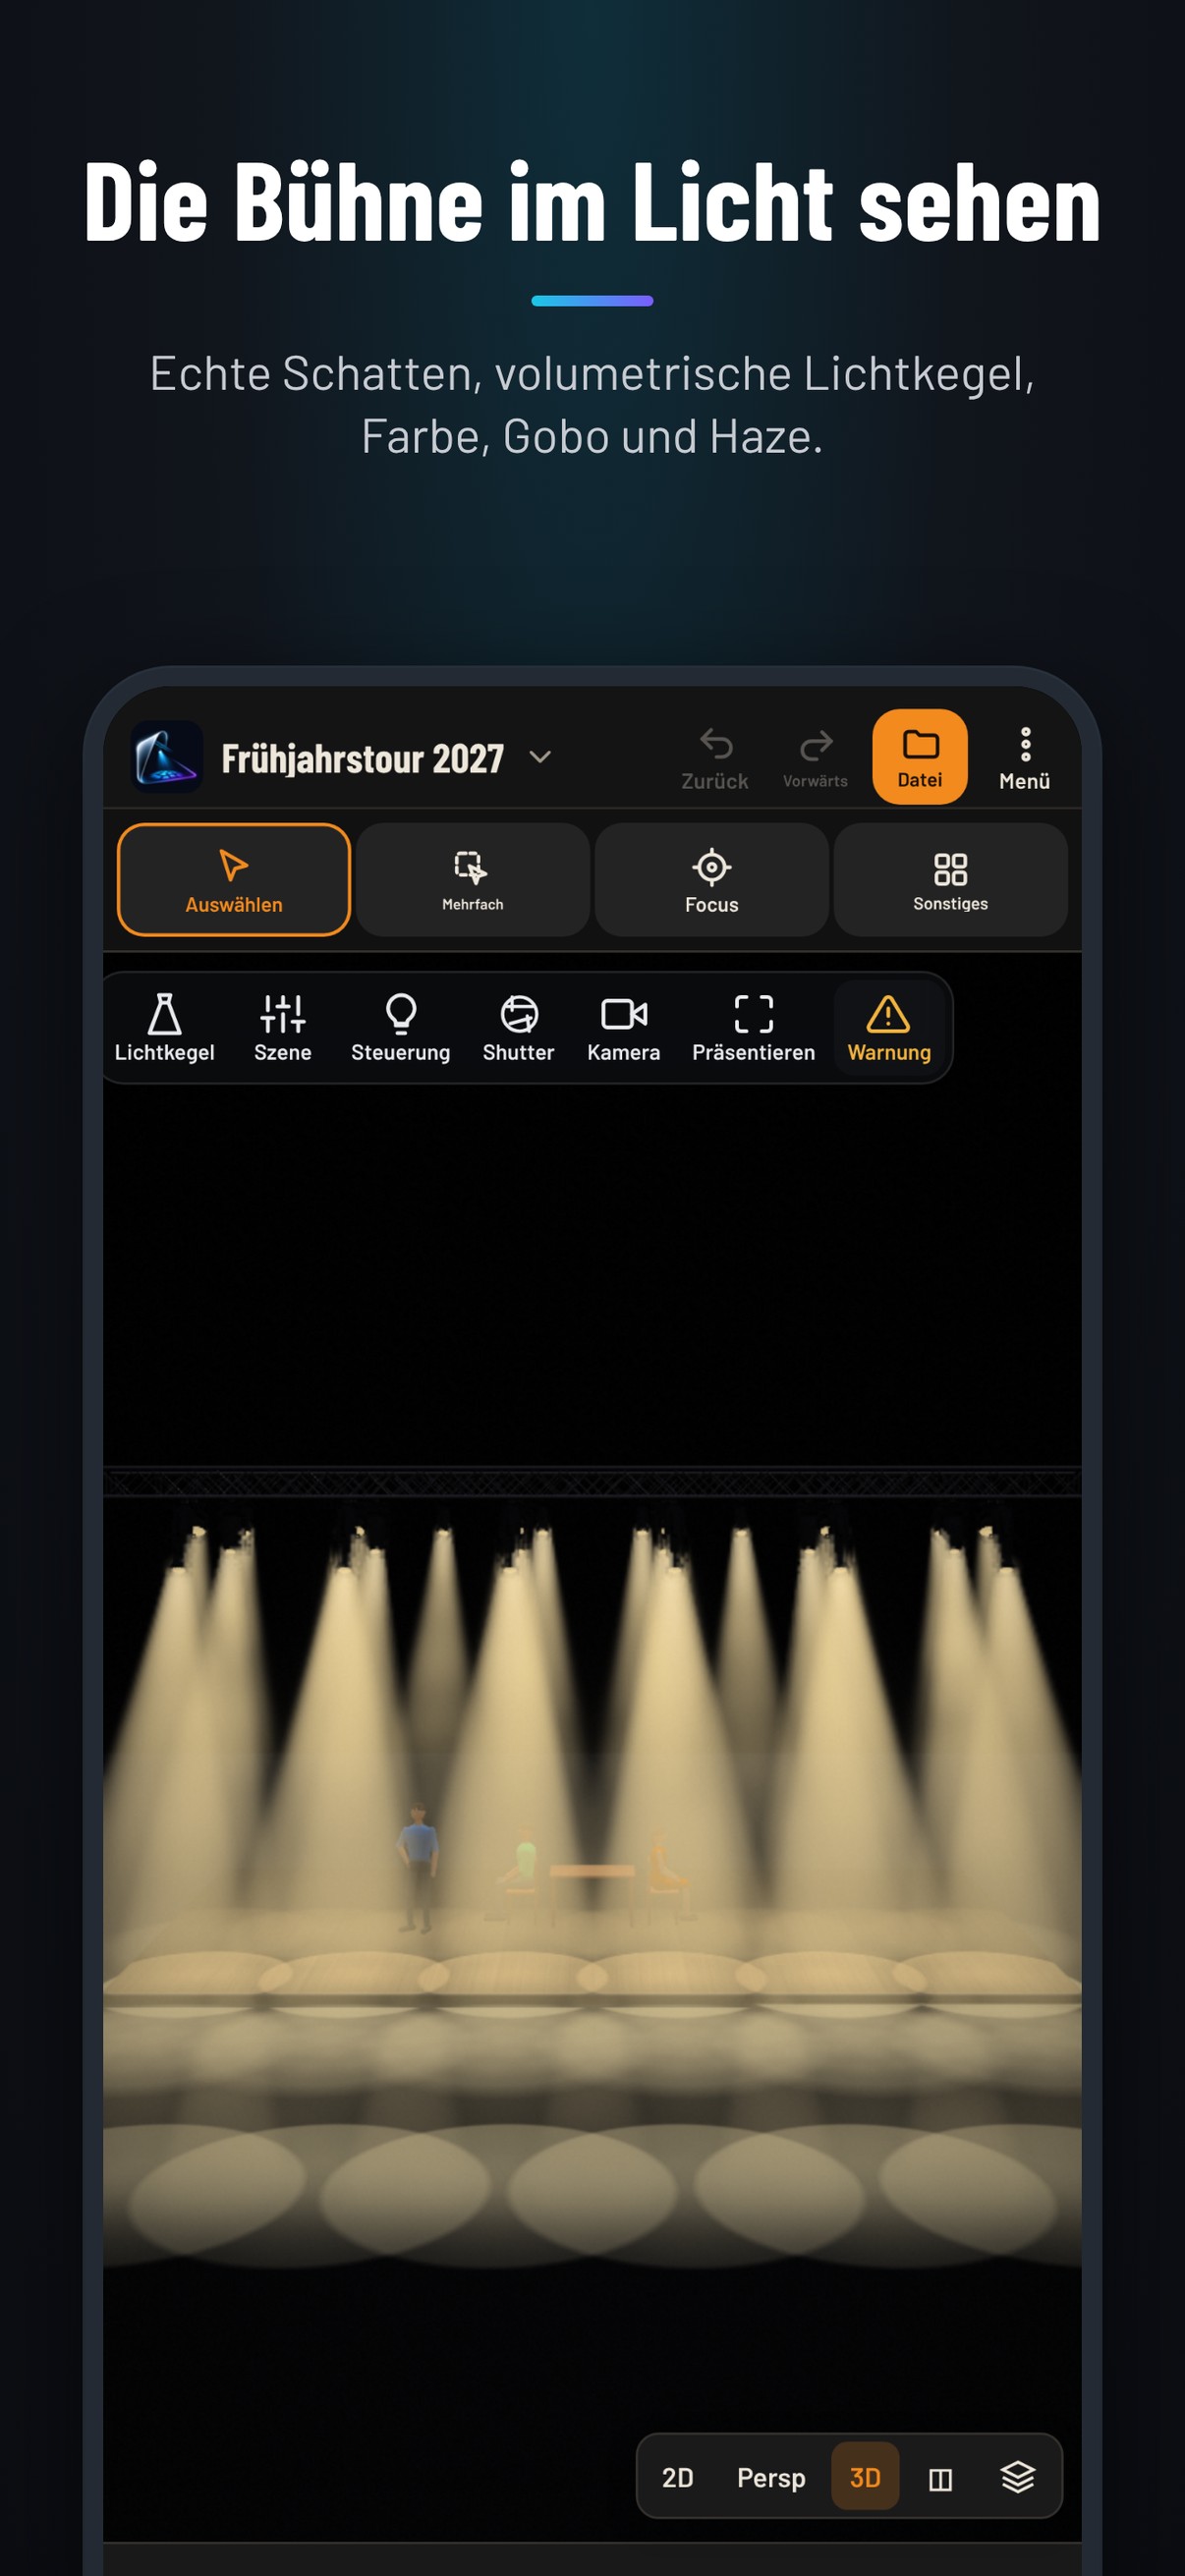 Die Bühne im Licht sehen
Echte Schatten, volumetrische Lichtkegel,
Farbe, Gobo und Haze.
Frühjahrstour 2027
Zurück
Vorwärts
Datei
Menü
Auswählen
Mehrfach
Focus
Sonstiges
Lichtkegel
Szene
Steuerung
Shutter
Kamera
Präsentieren
Warnung
2D
Persp
3D